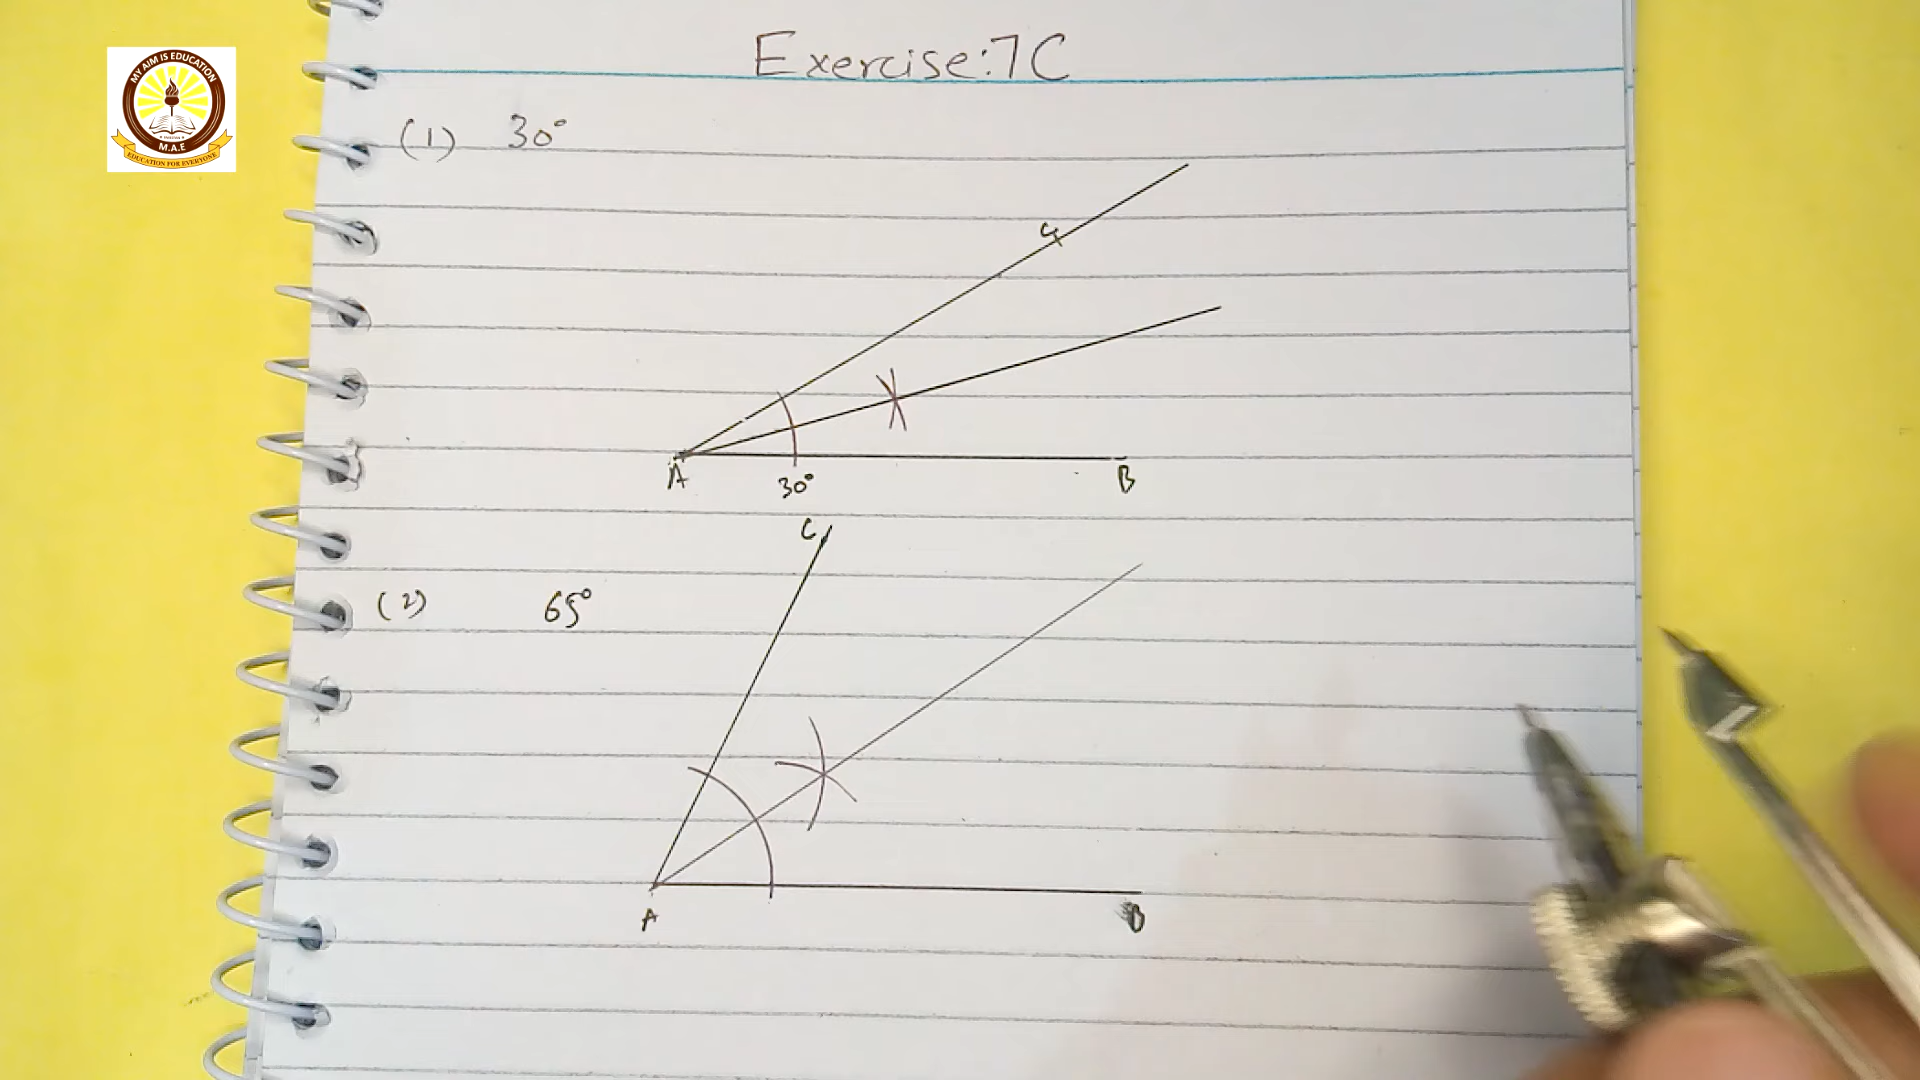 MY AIM IS EDUCATION
M.A.E
EDUCATION FOR EVERYONE
Exercise:7C
(1) 30°
C
A 30° B
C
(2) 65°
A B